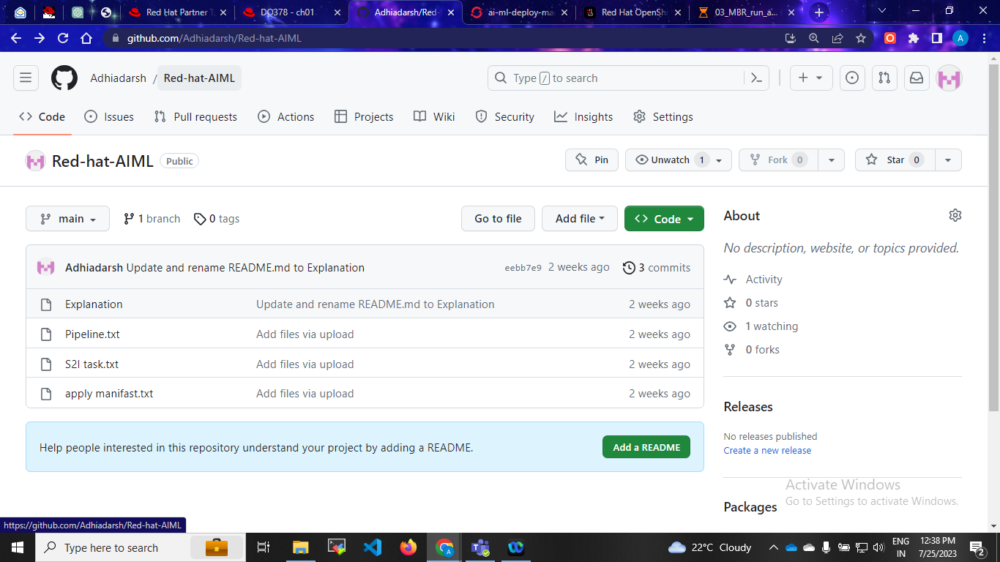 Red Hat Partner T
DO378 - ch01
Adhiadarsh/Red-
ai-ml-deploy-ma
Red Hat OpenShi
03_MBR_run_a
github.com/Adhiadarsh/Red-hat-AIML
A
Adhiadarsh / Red-hat-AIML
Type / to search
Code Issues Pull requests Actions Projects Wiki Security Insights Settings
Red-hat-AIML Public
Pin Unwatch 1 Fork 0 Star 0
main 1 branch 0 tags Go to file Add file Code
Adhiadarsh Update and rename README.md to Explanation eebb7e9 2 weeks ago 3 commits
Explanation Update and rename README.md to Explanation 2 weeks ago
Pipeline.txt Add files via upload 2 weeks ago
S2I task.txt Add files via upload 2 weeks ago
apply manifast.txt Add files via upload 2 weeks ago
Help people interested in this repository understand your project by adding a README. Add a README
About
No description, website, or topics provided.
Activity
0 stars
1 watching
0 forks
Releases
No releases published
Create a new release
Packages
Activate Windows
Go to Settings to activate Windows.
https://github.com/Adhiadarsh/Red-hat-AIML
Type here to search
22°C Cloudy
ENG
IN
12:38 PM
7/25/2023
2